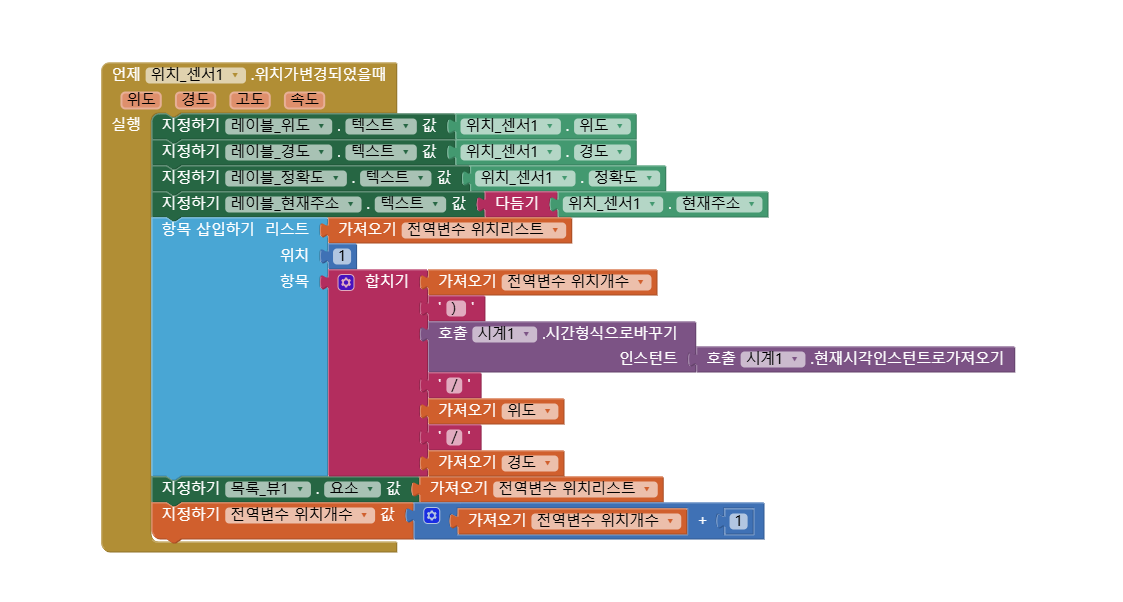 언제 위치_센서1 .위치가변경되었을때
위도 경도 고도 속도
실행 지정하기 레이블_위도 . 텍스트 값 위치_센서1 . 위도
지정하기 레이블_경도 . 텍스트 값 위치_센서1 . 경도
지정하기 레이블_정확도 . 텍스트 값 위치_센서1 . 정확도
지정하기 레이블_현재주소 . 텍스트 값 다듬기 위치_센서1 . 현재주소
항목 삽입하기 리스트 가져오기 전역변수 위치리스트
위치 1
항목 합치기 가져오기 전역변수 위치개수
' ) '
호출 시계1 .시간형식으로바꾸기
인스턴트 호출 시계1 .현재시각인스턴트로가져오기
' / '
가져오기 위도
' / '
가져오기 경도
지정하기 목록_뷰1 . 요소 값 가져오기 전역변수 위치리스트
지정하기 전역변수 위치개수 값 가져오기 전역변수 위치개수 + 1